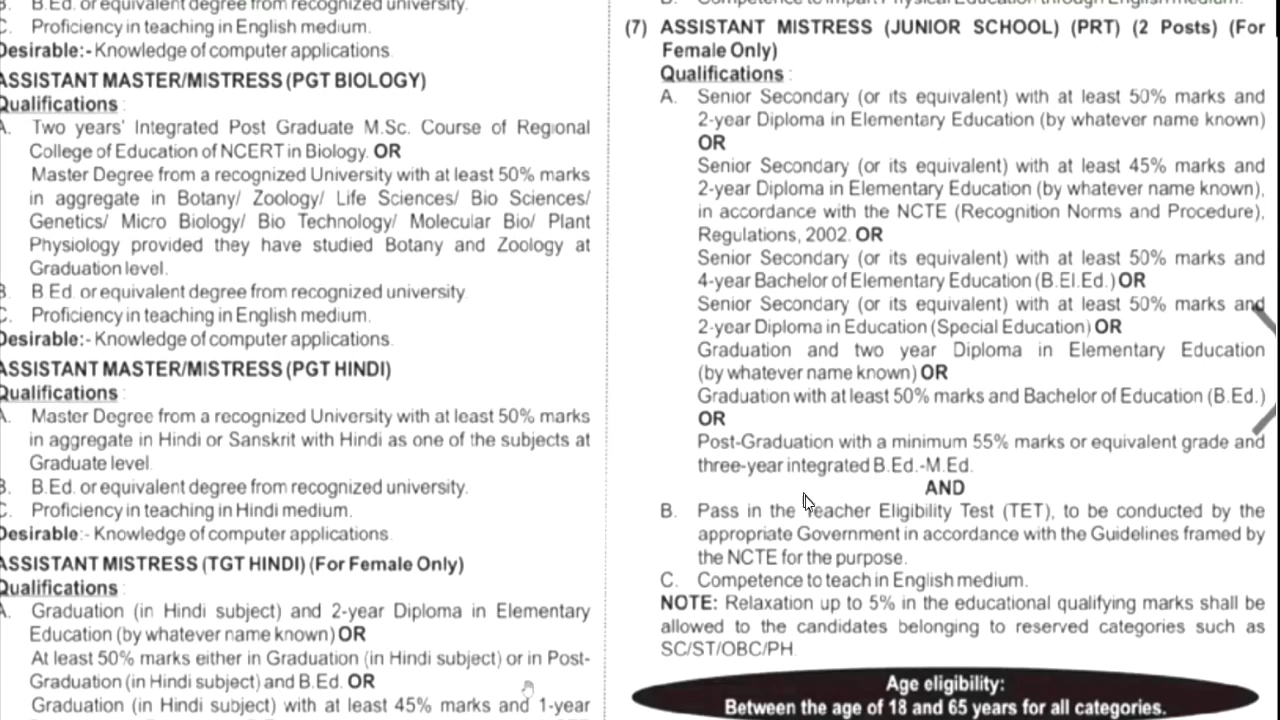 B.Ed. or equivalent degree from recognized university.
C. Proficiency in teaching in English medium.
Desirable:- Knowledge of computer applications.
ASSISTANT MASTER/MISTRESS (PGT BIOLOGY)
Qualifications :
A. Two years' Integrated Post Graduate M.Sc. Course of Regional
College of Education of NCERT in Biology. OR
Master Degree from a recognized University with at least 50% marks
in aggregate in Botany/ Zoology/ Life Sciences/ Bio Sciences/
Genetics/ Micro Biology/ Bio Technology/ Molecular Bio/ Plant
Physiology provided they have studied Botany and Zoology at
Graduation level.
B. B Ed. or equivalent degree from recognized university.
C. Proficiency in teaching in English medium.
Desirable:- Knowledge of computer applications.
ASSISTANT MASTER/MISTRESS (PGT HINDI)
Qualifications :
A. Master Degree from a recognized University with at least 50% marks
in aggregate in Hindi or Sanskrit with Hindi as one of the subjects at
Graduate level.
B. B.Ed. or equivalent degree from recognized university.
C. Proficiency in teaching in Hindi medium.
Desirable:- Knowledge of computer applications.
ASSISTANT MISTRESS (TGT HINDI) (For Female Only)
Qualifications :
A. Graduation (in Hindi subject) and 2-year Diploma in Elementary
Education (by whatever name known) OR
At least 50% marks either in Graduation (in Hindi subject) or in Post-
Graduation (in Hindi subject) and B.Ed. OR
Graduation (in Hindi subject) with at least 45% marks and 1-year
B. Competence to impart Physical Education through English medium.
(7) ASSISTANT MISTRESS (JUNIOR SCHOOL) (PRT) (2 Posts) (For
Female Only)
Qualifications :
A. Senior Secondary (or its equivalent) with at least 50% marks and
2-year Diploma in Elementary Education (by whatever name known)
OR
Senior Secondary (or its equivalent) with at least 45% marks and
2-year Diploma in Elementary Education (by whatever name known),
in accordance with the NCTE (Recognition Norms and Procedure),
Regulations, 2002. OR
Senior Secondary (or its equivalent) with at least 50% marks and
4-year Bachelor of Elementary Education (B.El.Ed.) OR
Senior Secondary (or its equivalent) with at least 50% marks and
2-year Diploma in Education (Special Education) OR
Graduation and two year Diploma in Elementary Education
(by whatever name known) OR
Graduation with at least 50% marks and Bachelor of Education (B.Ed.)
OR
Post-Graduation with a minimum 55% marks or equivalent grade and
three-year integrated B.Ed.-M.Ed.
AND
B. Pass in the Teacher Eligibility Test (TET), to be conducted by the
appropriate Government in accordance with the Guidelines framed by
the NCTE for the purpose.
C. Competence to teach in English medium.
NOTE: Relaxation up to 5% in the educational qualifying marks shall be
allowed to the candidates belonging to reserved categories such as
SC/ST/OBC/PH.
Age eligibility:
Between the age of 18 and 65 years for all categories.